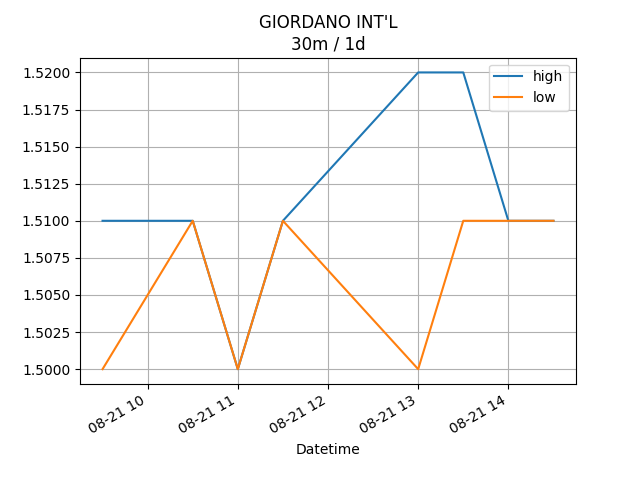 GIORDANO INT'L
30m / 1d
1.5200
1.5175
1.5150
1.5125
1.5100
1.5075
1.5050
1.5025
1.5000
high
low
08-21 10
08-21 11
08-21 12
08-21 13
08-21 14
Datetime